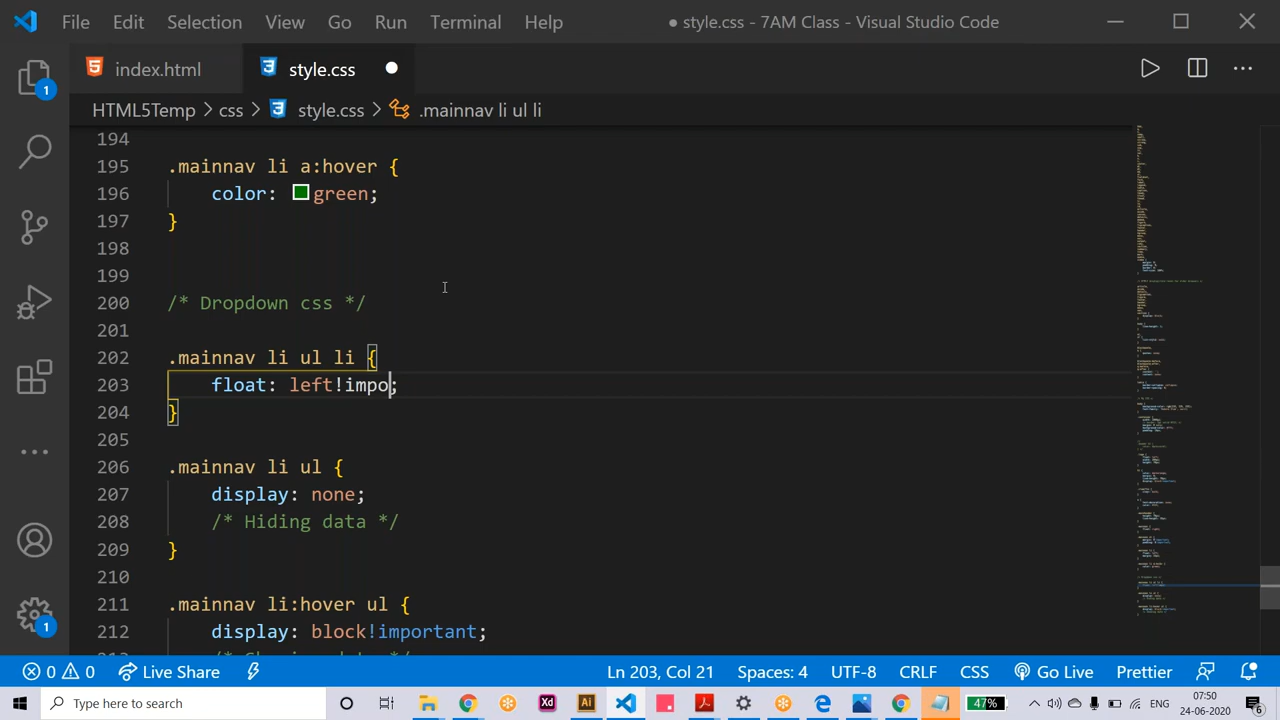 File Edit Selection View Go Run Terminal Help ● style.css - 7AM Class - Visual Studio Code
index.html style.css
HTML5Temp > css > style.css > .mainnav li ul li
194
195 .mainnav li a:hover {
196 color: green;
197 }
198
199
200 /* Dropdown css */
201
202 .mainnav li ul li {
203 float: left!impo;
204 }
205
206 .mainnav li ul {
207 display: none;
208 /* Hiding data */
209 }
210
211 .mainnav li:hover ul {
212 display: block!important;
0 0 Live Share Ln 203, Col 21 Spaces: 4 UTF-8 CRLF CSS Go Live Prettier
Type here to search 47% 07:50
24-06-2020
1
1
6